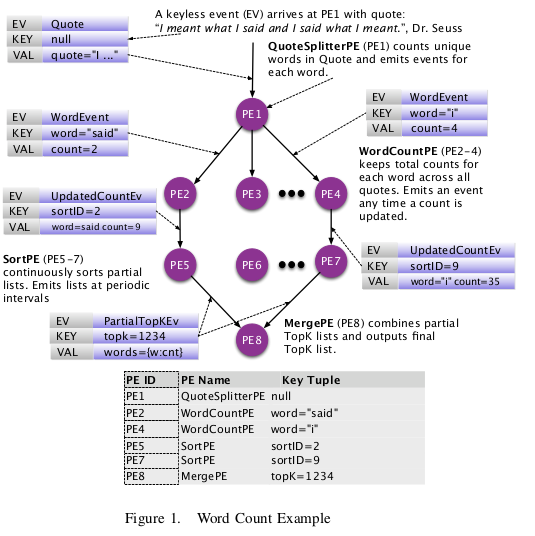 A keyless event (EV) arrives at PE1 with quote:
“I meant what I said and I said what I meant.”, Dr. Seuss
EV Quote
KEY null
VAL quote="I ..."
QuoteSplitterPE (PE1) counts unique
words in Quote and emits events for
each word.
PE1
EV WordEvent
KEY word="said"
VAL count=2
EV WordEvent
KEY word="i"
VAL count=4
WordCountPE (PE2-4)
keeps total counts for
each word across all
quotes. Emits an event
any time a count is
updated.
PE2 PE3 PE4
EV UpdatedCountEv
KEY sortID=2
VAL word=said count=9
EV UpdatedCountEv
KEY sortID=9
VAL word="i" count=35
SortPE (PE5-7)
continuously sorts partial
lists. Emits lists at periodic
intervals
PE5 PE6 PE7
EV PartialTopKEv
KEY topk=1234
VAL words={w:cnt}
PE8
MergePE (PE8) combines partial
TopK lists and outputs final
TopK list.
PE ID PE Name Key Tuple
PE1 QuoteSplitterPE null
PE2 WordCountPE word="said"
PE4 WordCountPE word="i"
PE5 SortPE sortID=2
PE7 SortPE sortID=9
PE8 MergePE topK=1234
Figure 1. Word Count Example